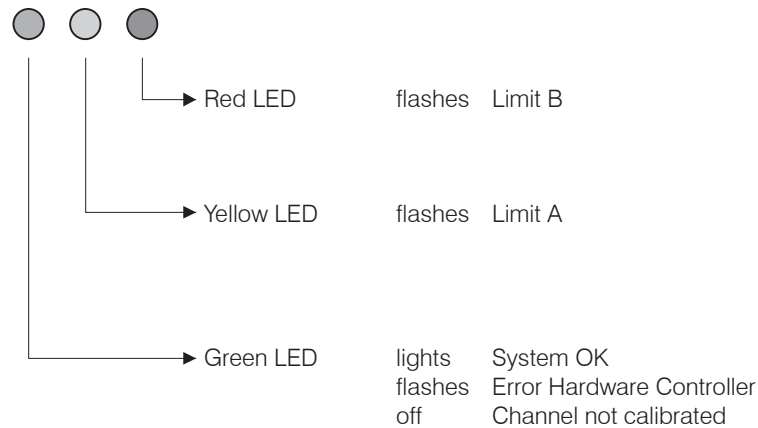 Red LED flashes Limit B
Yellow LED flashes Limit A
Green LED lights System OK
flashes Error Hardware Controller
off Channel not calibrated